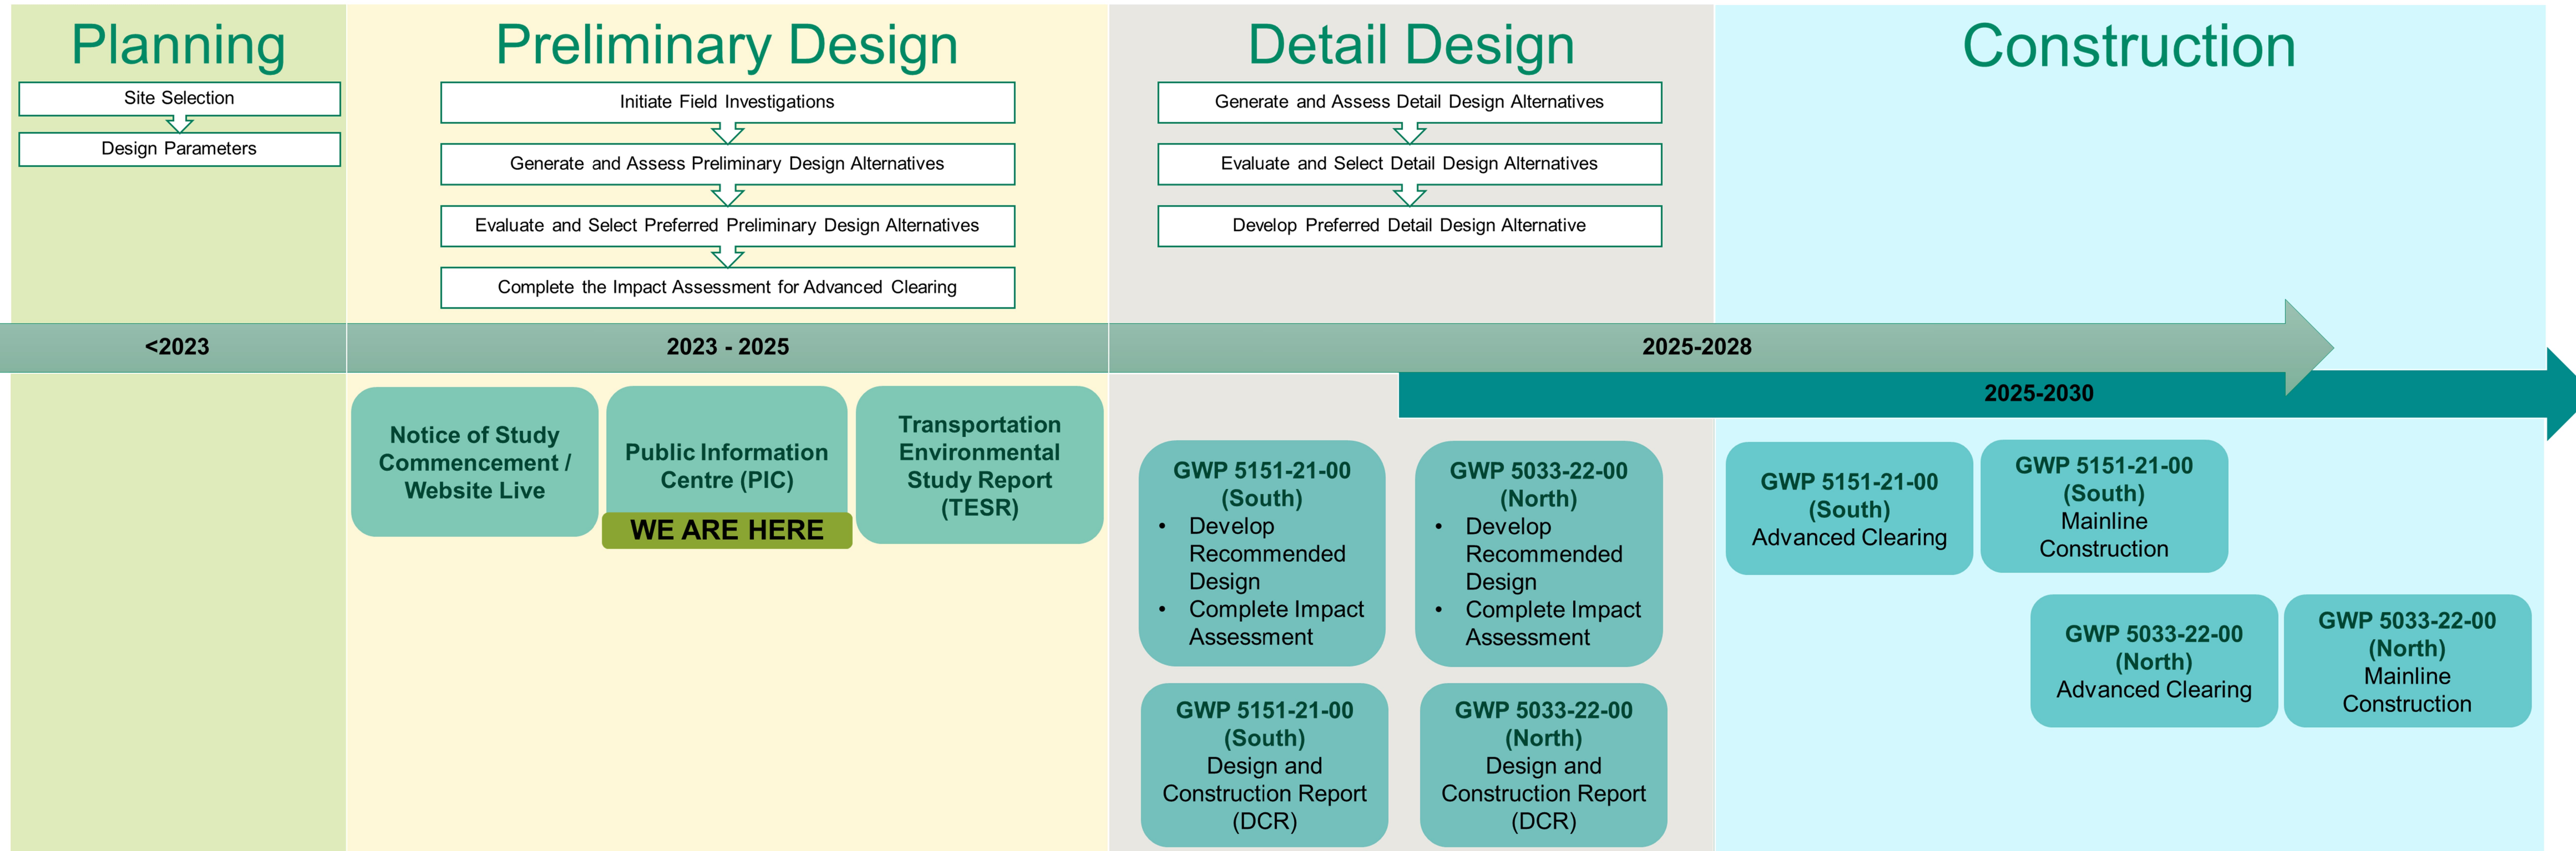 Planning
Site Selection
Design Parameters
Preliminary Design
Initiate Field Investigations
Generate and Assess Preliminary Design Alternatives
Evaluate and Select Preferred Preliminary Design Alternatives
Complete the Impact Assessment for Advanced Clearing
Detail Design
Generate and Assess Detail Design Alternatives
Evaluate and Select Detail Design Alternatives
Develop Preferred Detail Design Alternative
Construction
<2023
2023 - 2025
2025-2028
2025-2030
Notice of Study
Commencement /
Website Live
Public Information
Centre (PIC)
WE ARE HERE
Transportation
Environmental
Study Report
(TESR)
GWP 5151-21-00
(South)
• Develop
Recommended
Design
• Complete Impact
Assessment
GWP 5033-22-00
(North)
• Develop
Recommended
Design
• Complete Impact
Assessment
GWP 5151-21-00
(South)
Design and
Construction Report
(DCR)
GWP 5033-22-00
(North)
Design and
Construction Report
(DCR)
GWP 5151-21-00
(South)
Advanced Clearing
GWP 5151-21-00
(South)
Mainline
Construction
GWP 5033-22-00
(North)
Advanced Clearing
GWP 5033-22-00
(North)
Mainline
Construction